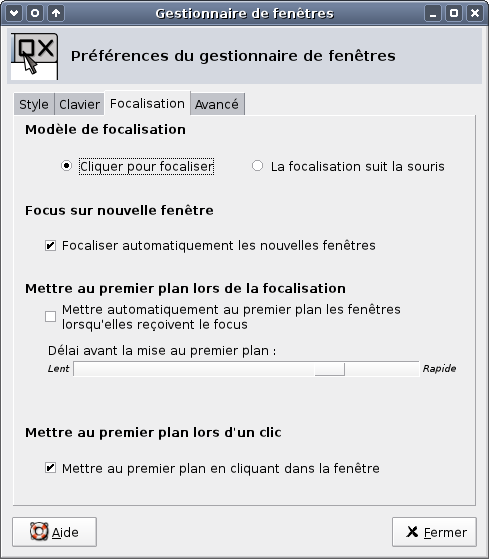 Gestionnaire de fenêtres
Préférences du gestionnaire de fenêtres
Style Clavier Focalisation Avancé
Modèle de focalisation
Cliquer pour focaliser La focalisation suit la souris
Focus sur nouvelle fenêtre
Focaliser automatiquement les nouvelles fenêtres
Mettre au premier plan lors de la focalisation
Mettre automatiquement au premier plan les fenêtres
lorsqu'elles reçoivent le focus
Délai avant la mise au premier plan :
Lent Rapide
Mettre au premier plan lors d'un clic
Mettre au premier plan en cliquant dans la fenêtre
Aide Fermer